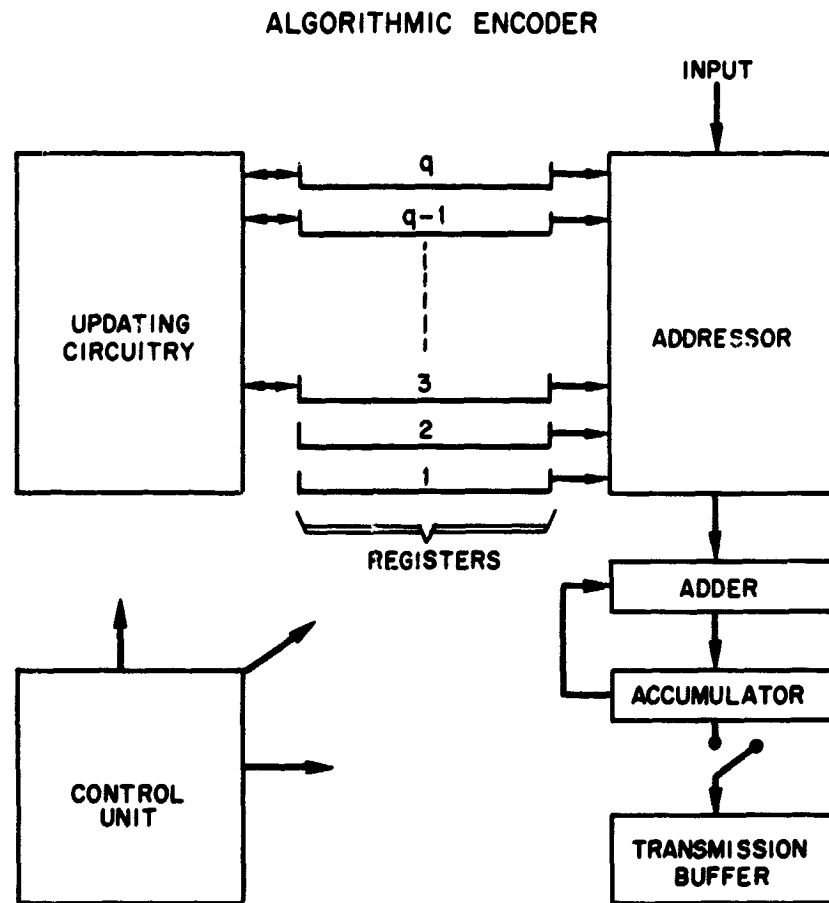 ALGORITHMIC ENCODER
INPUT
q
q-1
UPDATING
CIRCUITRY
ADDRESSOR
3
2
1
REGISTERS
ADDER
ACCUMULATOR
CONTROL
UNIT
TRANSMISSION
BUFFER